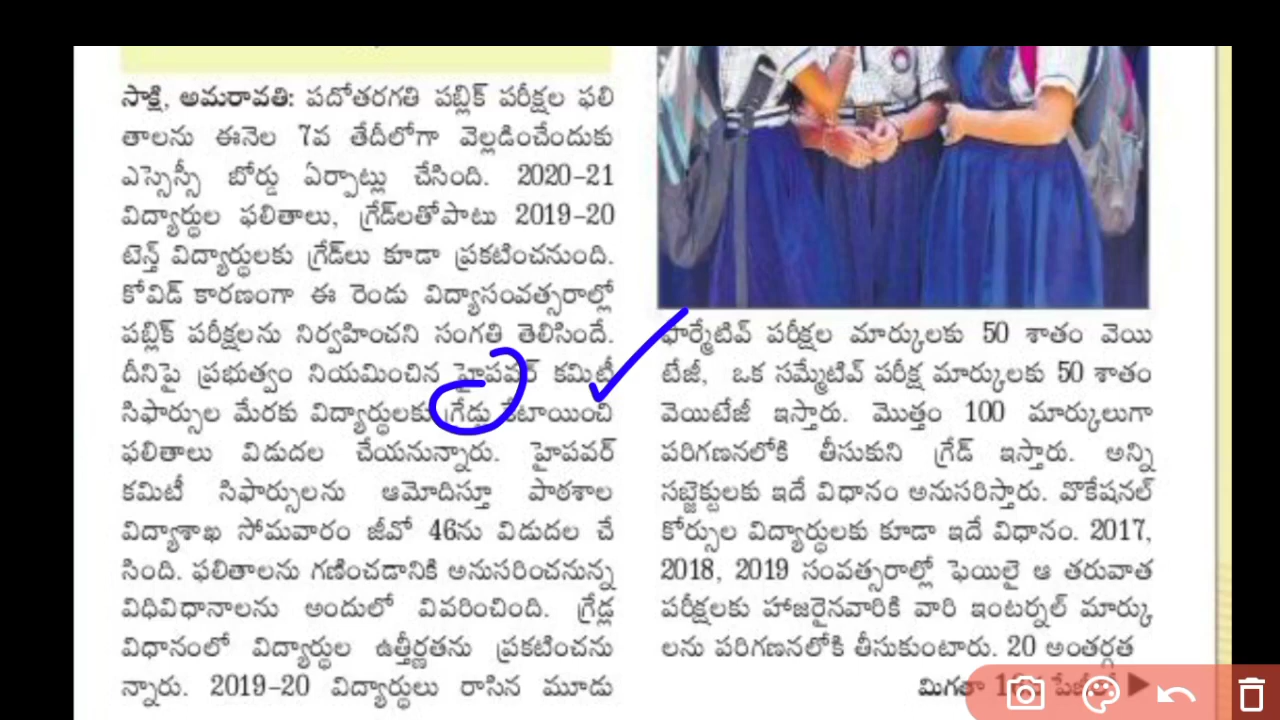 సాక్షి, అమరావతి: పదోతరగతి పబ్లిక్ పరీక్షల ఫలి
తాలను ఈనెల 7వ తేదీలోగా వెల్లడించేందుకు
ఎస్సెస్సీ బోర్డు ఏర్పాట్లు చేసింది. 2020-21
విద్యార్థుల ఫలితాలు, గ్రేడ్‌లతోపాటు 2019-20
టెన్త్ విద్యార్థులకు గ్రేడ్‌లు కూడా ప్రకటించనుంది.
కోవిడ్ కారణంగా ఈ రెండు విద్యాసంవత్సరాల్లో
పబ్లిక్ పరీక్షలను నిర్వహించని సంగతి తెలిసిందే.
దీనిపై ప్రభుత్వం నియమించిన హైపవర్ కమిటీ
సిఫార్సుల మేరకు విద్యార్థులకు గ్రేడ్లు కేటాయించి
ఫలితాలు విడుదల చేయనున్నారు. హైపవర్
కమిటీ సిఫార్సులను ఆమోదిస్తూ పాఠశాల
విద్యాశాఖ సోమవారం జీవో 46ను విడుదల చే
సింది. ఫలితాలను గణించడానికి అనుసరించనున్న
విధివిధానాలను అందులో వివరించింది. గ్రేడ్ల
విధానంలో విద్యార్థుల ఉత్తీర్ణతను ప్రకటించను
న్నారు. 2019-20 విద్యార్థులు రాసిన మూడు
ఫార్మేటివ్ పరీక్షల మార్కులకు 50 శాతం వెయి
టేజీ, ఒక సమ్మేటివ్ పరీక్ష మార్కులకు 50 శాతం
వెయిటేజీ ఇస్తారు. మొత్తం 100 మార్కులుగా
పరిగణనలోకి తీసుకుని గ్రేడ్ ఇస్తారు. అన్ని
సబ్జెక్టులకు ఇదే విధానం అనుసరిస్తారు. వొకేషనల్
కోర్సుల విద్యార్థులకు కూడా ఇదే విధానం. 2017,
2018, 2019 సంవత్సరాల్లో ఫెయిలై ఆ తరువాత
పరీక్షలకు హాజరైనవారికి వారి ఇంటర్నల్ మార్కు
లను పరిగణనలోకి తీసుకుంటారు. 20 అంతర్గత
మిగతా పేజీలో